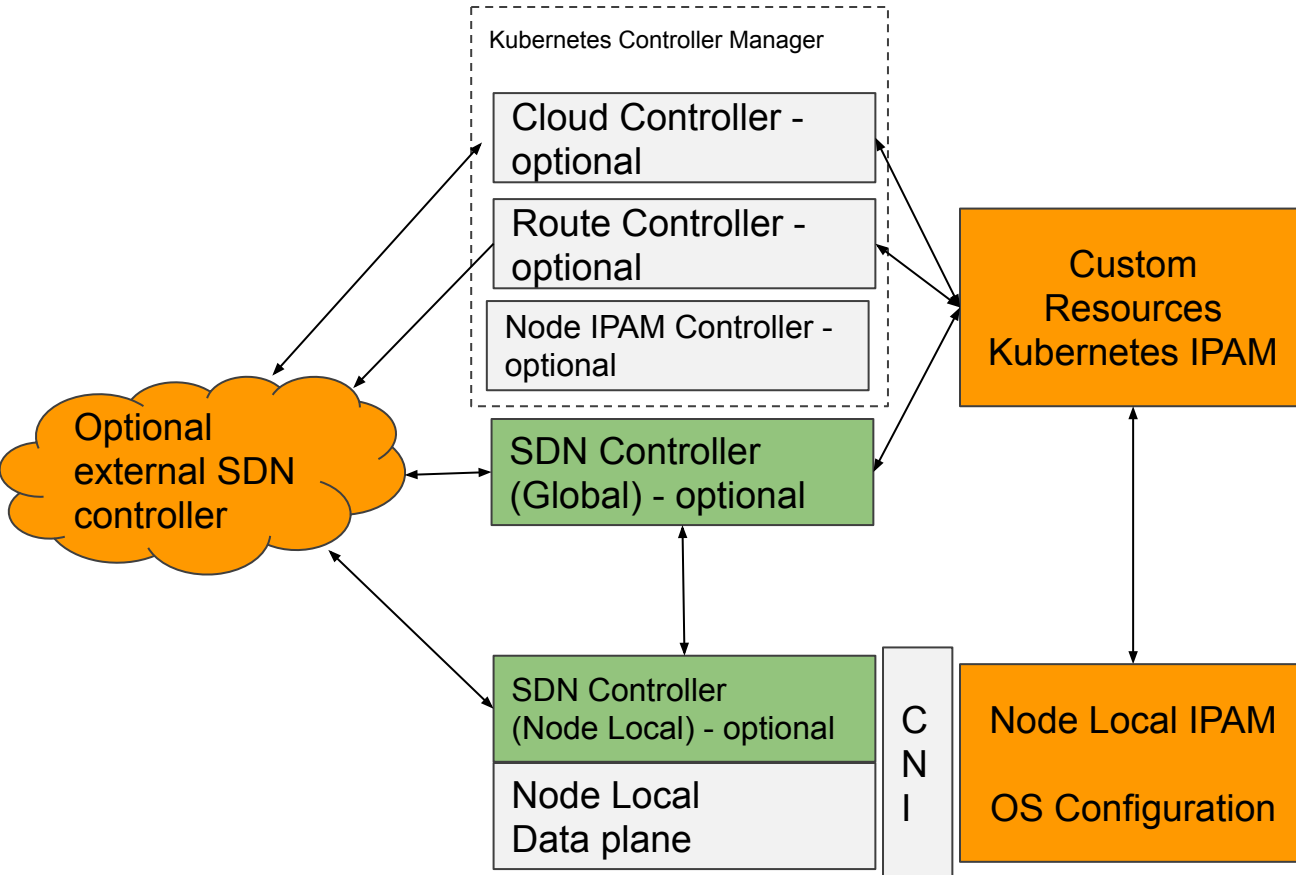 Kubernetes Controller Manager
Cloud Controller -
optional
Route Controller -
optional
Node IPAM Controller -
optional
Custom
Resources
Kubernetes IPAM
Optional
external SDN
controller
SDN Controller
(Global) - optional
SDN Controller
(Node Local) - optional
Node Local
Data plane
C
N
I
Node Local IPAM
OS Configuration